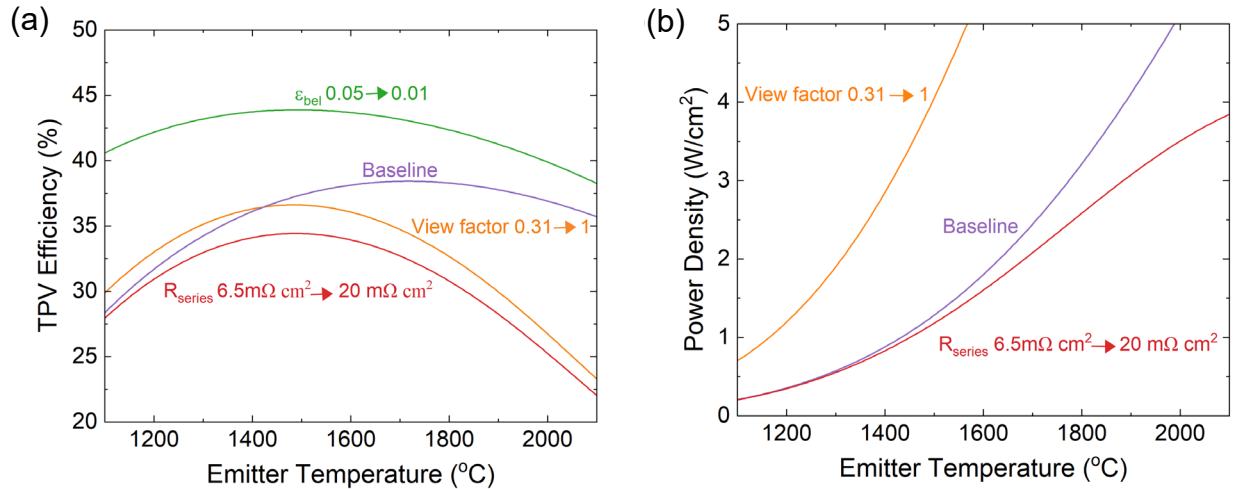 (a)
50
45
40
35
30
25
20
TPV Efficiency (%)
εbel 0.05→0.01
Baseline
View factor 0.31→1
Rseries 6.5mΩ cm²→20 mΩ cm²
1200 1400 1600 1800 2000
Emitter Temperature (°C)
(b)
5
4
3
2
1
0
Power Density (W/cm²)
View factor 0.31→1
Baseline
Rseries 6.5mΩ cm²→20 mΩ cm²
1200 1400 1600 1800 2000
Emitter Temperature (°C)